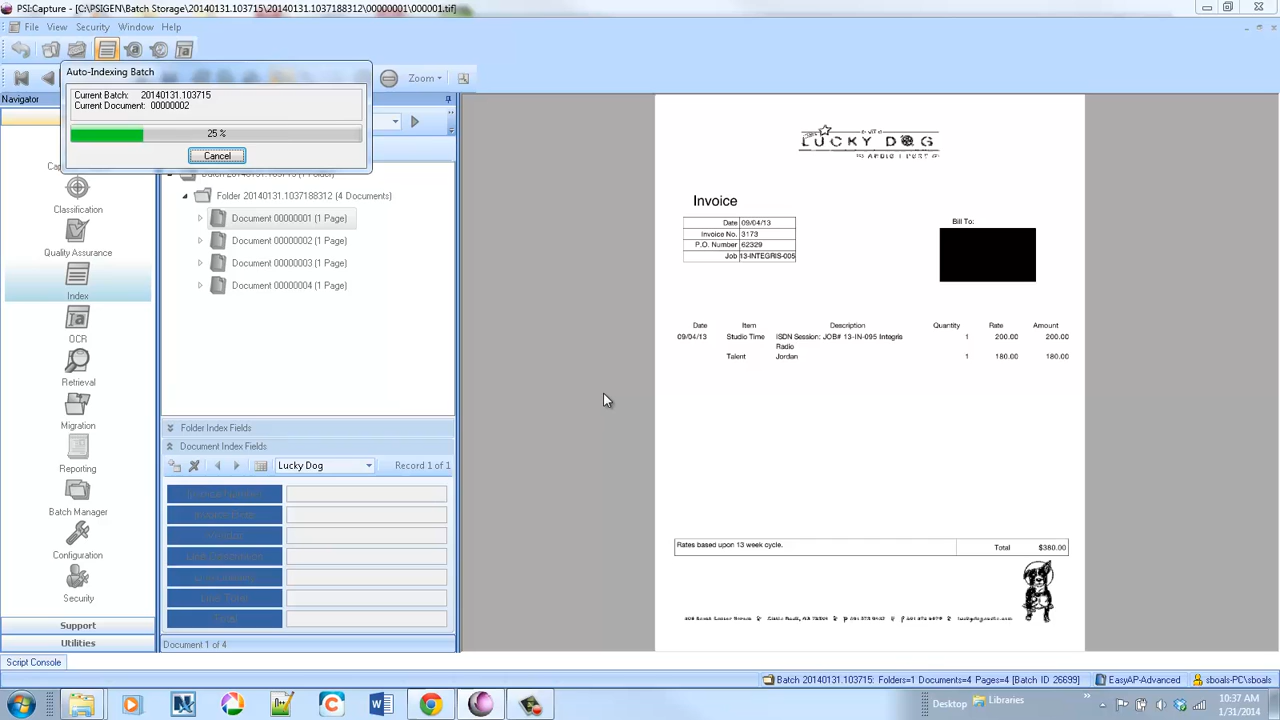 PSI:Capture - [C:\PSIGEN\Batch Storage\20140131.103715\20140131.1037188312\00000001\000001.tif]
File View Security Window Help
Zoom
Auto-Indexing Batch
Current Batch: 20140131.103715
Current Document: 00000002
25 %
Cancel
Navigator
Classification
Quality Assurance
Index
OCR
Retrieval
Migration
Reporting
Batch Manager
Configuration
Security
Support
Utilities
Folder 20140131.1037188312 [4 Documents]
Document 00000001 (1 Page)
Document 00000002 (1 Page)
Document 00000003 (1 Page)
Document 00000004 (1 Page)
Folder Index Fields
Document Index Fields
Lucky Dog
Record 1 of 1
Total
Document 1 of 4
LUCKY DOG
Invoice
Date 09/04/13
Invoice No. 3173
P.O. Number 62329
Job 13-INTEGRIS-005
Bill To:
Date Item Description Quantity Rate Amount
09/04/13 Studio Time ISDN Session: JOB# 13-IN-095 Integris Radio 1 200.00 200.00
Talent Jordan 1 180.00 180.00
Rates based upon 13 week cycle. Total $380.00
Script Console
Batch 20140131.103715: Folders=1 Documents=4 Pages=4 [Batch ID 26699] EasyAP-Advanced sboals-PC\sboals
Desktop Libraries
10:37 AM
1/31/2014